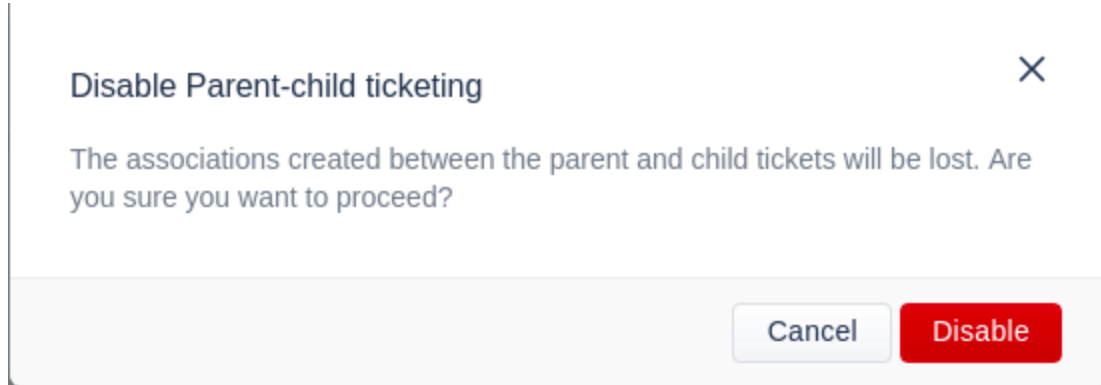 Disable Parent-child ticketing
The associations created between the parent and child tickets will be lost. Are
you sure you want to proceed?
Cancel Disable